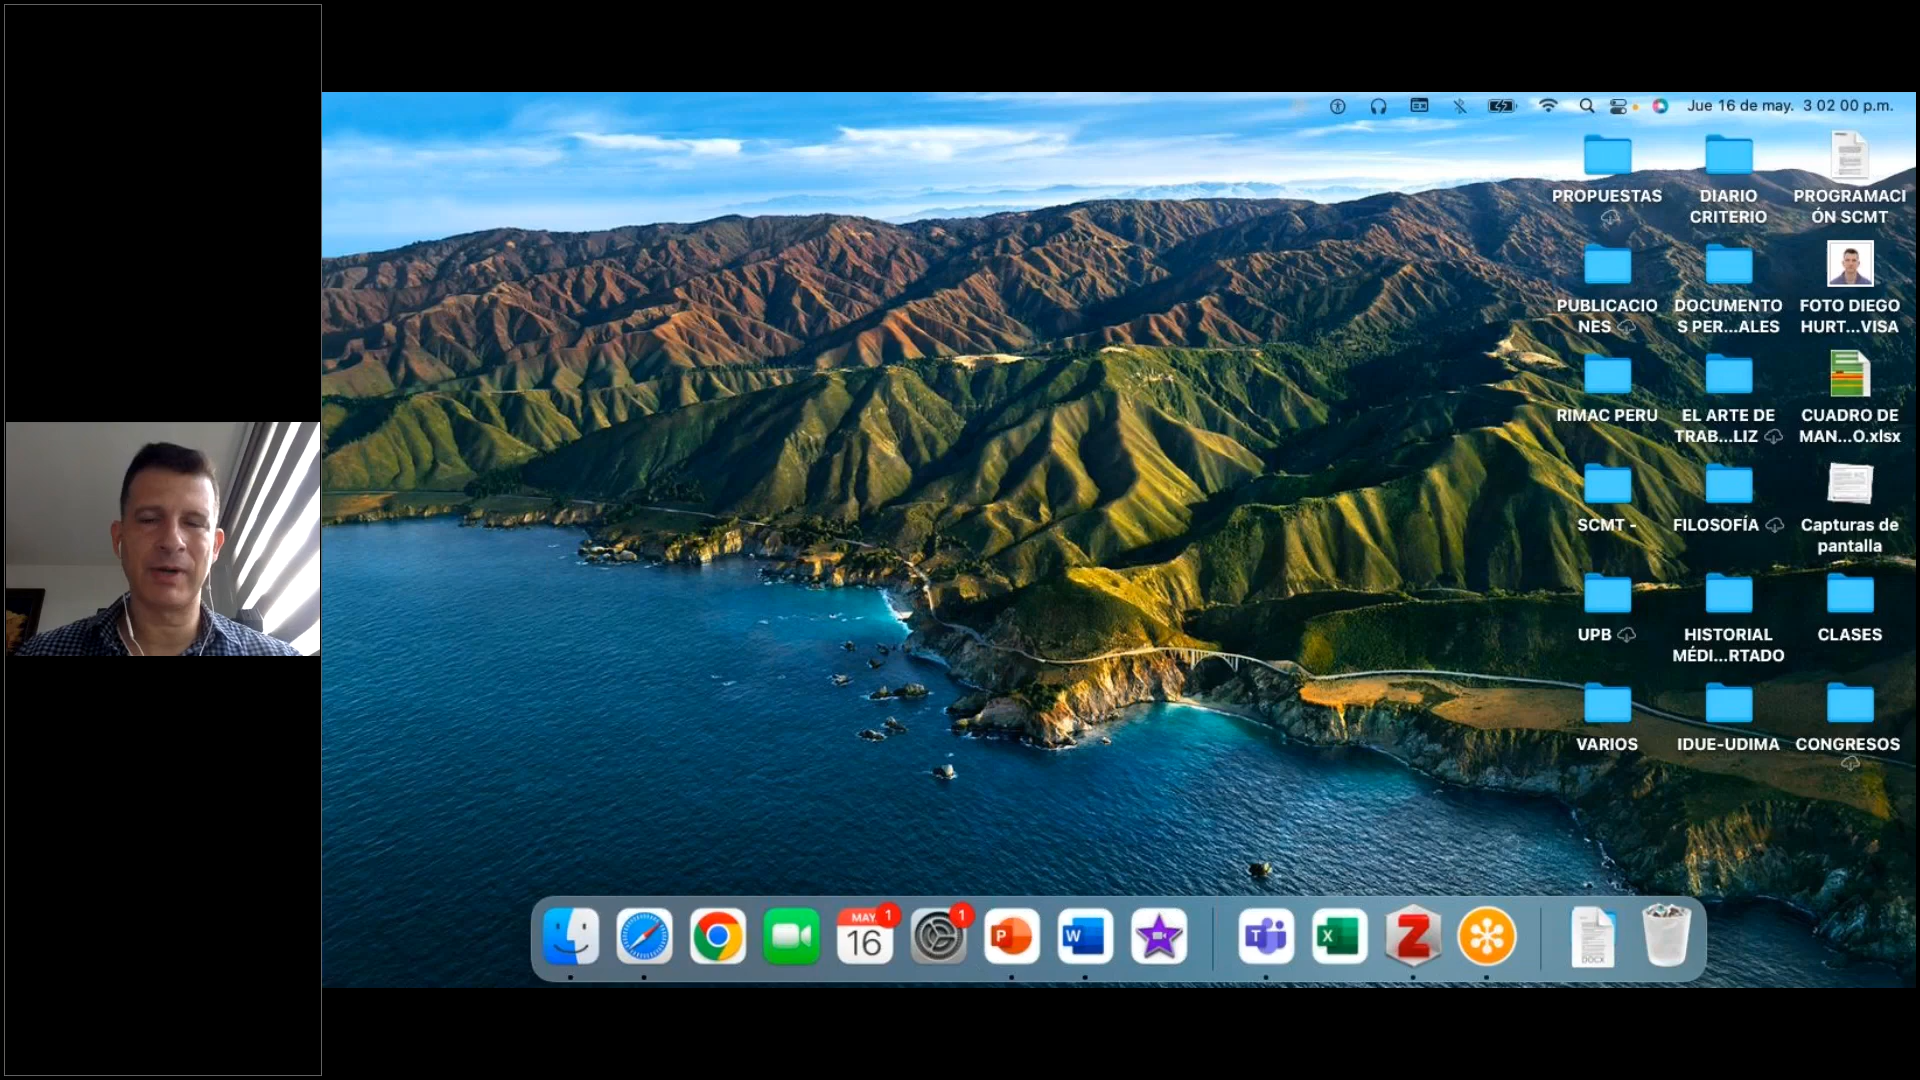 Jue 16 de may. 3 02 00 p.m.
PROPUESTAS
DIARIO
CRITERIO
PROGRAMACI
ÓN SCMT
PUBLICACIO
NES
DOCUMENTO
S PER...ALES
FOTO DIEGO
HURT...VISA
RIMAC PERU
EL ARTE DE
TRAB...LIZ
CUADRO DE
MAN...O.xlsx
SCMT -
FILOSOFÍA
Capturas de
pantalla
UPB
HISTORIAL
MÉDI...RTADO
CLASES
VARIOS
IDUE-UDIMA
CONGRESOS
MAY.
1
16
1
P
W
T
X
Z
DOCX